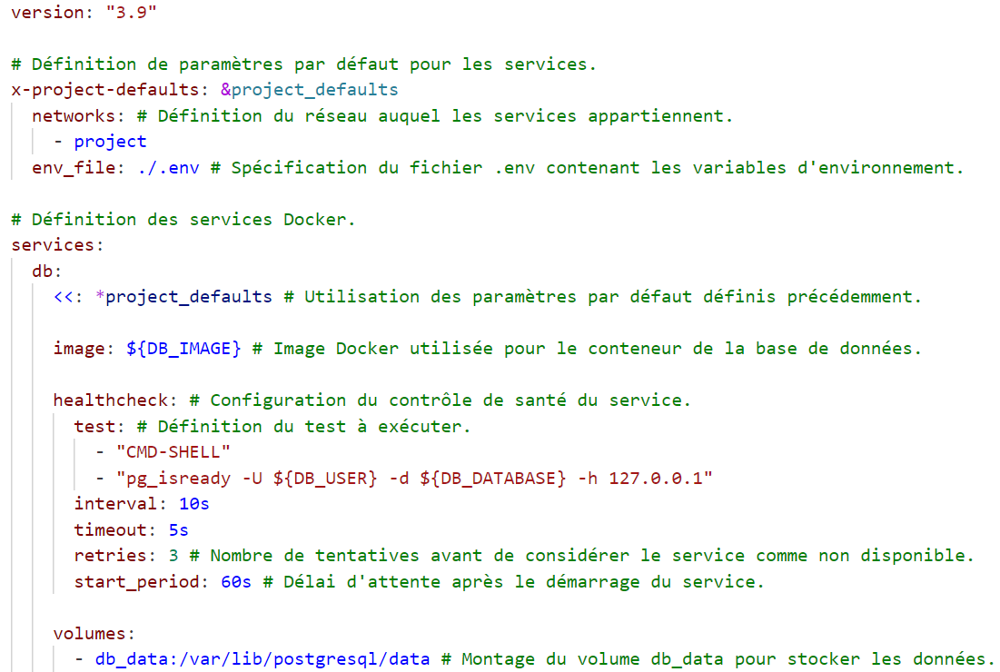 version: "3.9"
# Définition de paramètres par défaut pour les services.
x-project-defaults: &project_defaults
networks: # Définition du réseau auquel les services appartiennent.
- project
env_file: ./.env # Spécification du fichier .env contenant les variables d'environnement.
# Définition des services Docker.
services:
db:
<<: *project_defaults # Utilisation des paramètres par défaut définis précédemment.
image: ${DB_IMAGE} # Image Docker utilisée pour le conteneur de la base de données.
healthcheck: # Configuration du contrôle de santé du service.
test: # Définition du test à exécuter.
- "CMD-SHELL"
- "pg_isready -U ${DB_USER} -d ${DB_DATABASE} -h 127.0.0.1"
interval: 10s
timeout: 5s
retries: 3 # Nombre de tentatives avant de considérer le service comme non disponible.
start_period: 60s # Délai d'attente après le démarrage du service.
volumes:
- db_data:/var/lib/postgresql/data # Montage du volume db_data pour stocker les données.